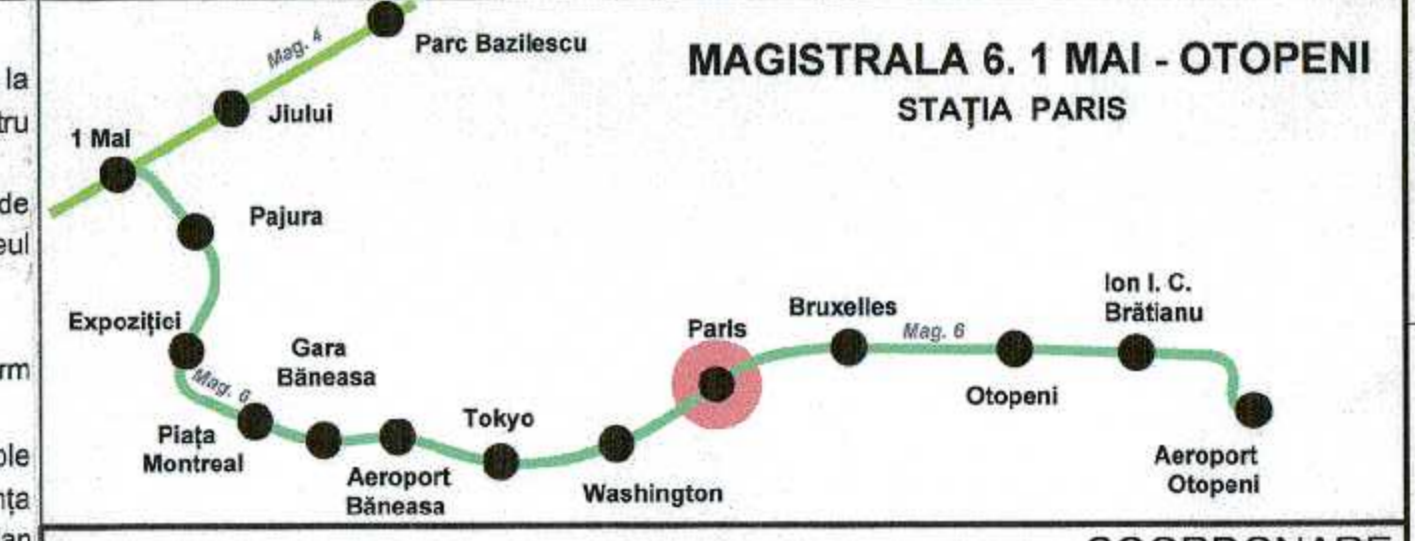 la
tru
de
eul
rm
ole
nța
an
MAGISTRALA 6. 1 MAI - OTOPENI
STAȚIA PARIS
Mag. 4
Parc Bazilescu
Jiului
1 Mai
Pajura
Expoziției
Mag. 6
Gara
Băneasa
Piața
Montreal
Aeroport
Băneasa
Tokyo
Washington
Paris
Bruxelles
Mag. 6
Otopeni
Ion I. C.
Brătianu
Aeroport
Otopeni